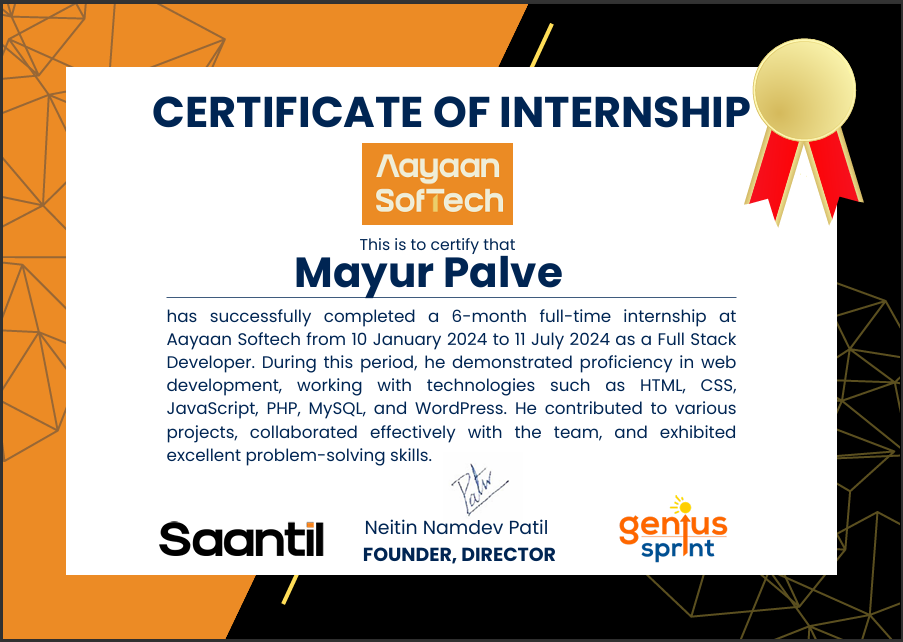 CERTIFICATE OF INTERNSHIP
Aayaan
SofTech
This is to certify that
Mayur Palve
has successfully completed a 6-month full-time internship at
Aayaan Softech from 10 January 2024 to 11 July 2024 as a Full Stack
Developer. During this period, he demonstrated proficiency in web
development, working with technologies such as HTML, CSS,
JavaScript, PHP, MySQL, and WordPress. He contributed to various
projects, collaborated effectively with the team, and exhibited
excellent problem-solving skills.
Patil
Saantil
Neitin Namdev Patil
FOUNDER, DIRECTOR
genius
sprint